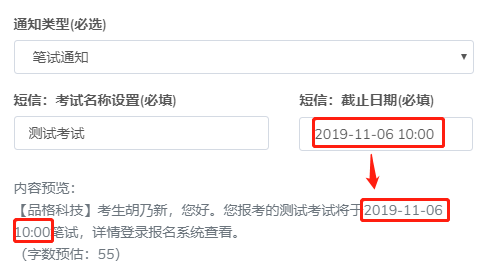 通知类型(必选)
笔试通知
短信：考试名称设置(必填) 短信：截止日期(必填)
测试考试 2019-11-06 10:00
内容预览：
【品格科技】考生胡乃新，您好。您报考的测试考试将于2019-11-06
10:00笔试，详情登录报名系统查看。
（字数预估：55）